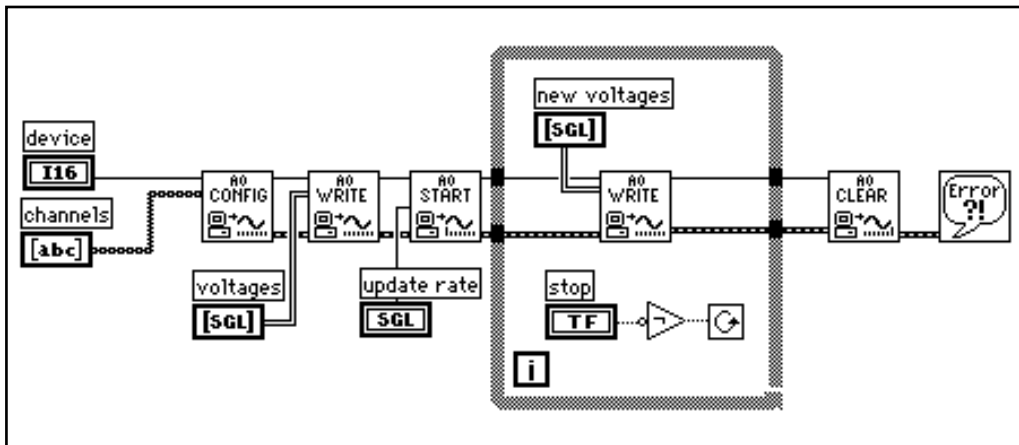 device
I16
channels
[abc]
AO
CONFIG
AO
WRITE
AO
START
voltages
[SGL]
update rate
SGL
new voltages
[SGL]
AO
WRITE
stop
TF
i
AO
CLEAR
Error
?!